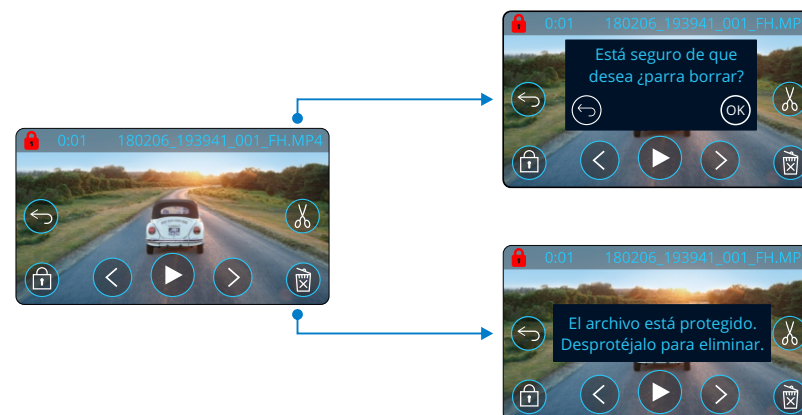 0:01 180206_193941_001_FH.MP4
0:01 180206_193941_001_FH.MP
Está seguro de que
desea ¿parra borrar?
OK
0:01 180206_193941_001_FH.MP
El archivo está protegido.
Desprotéjalo para eliminar.